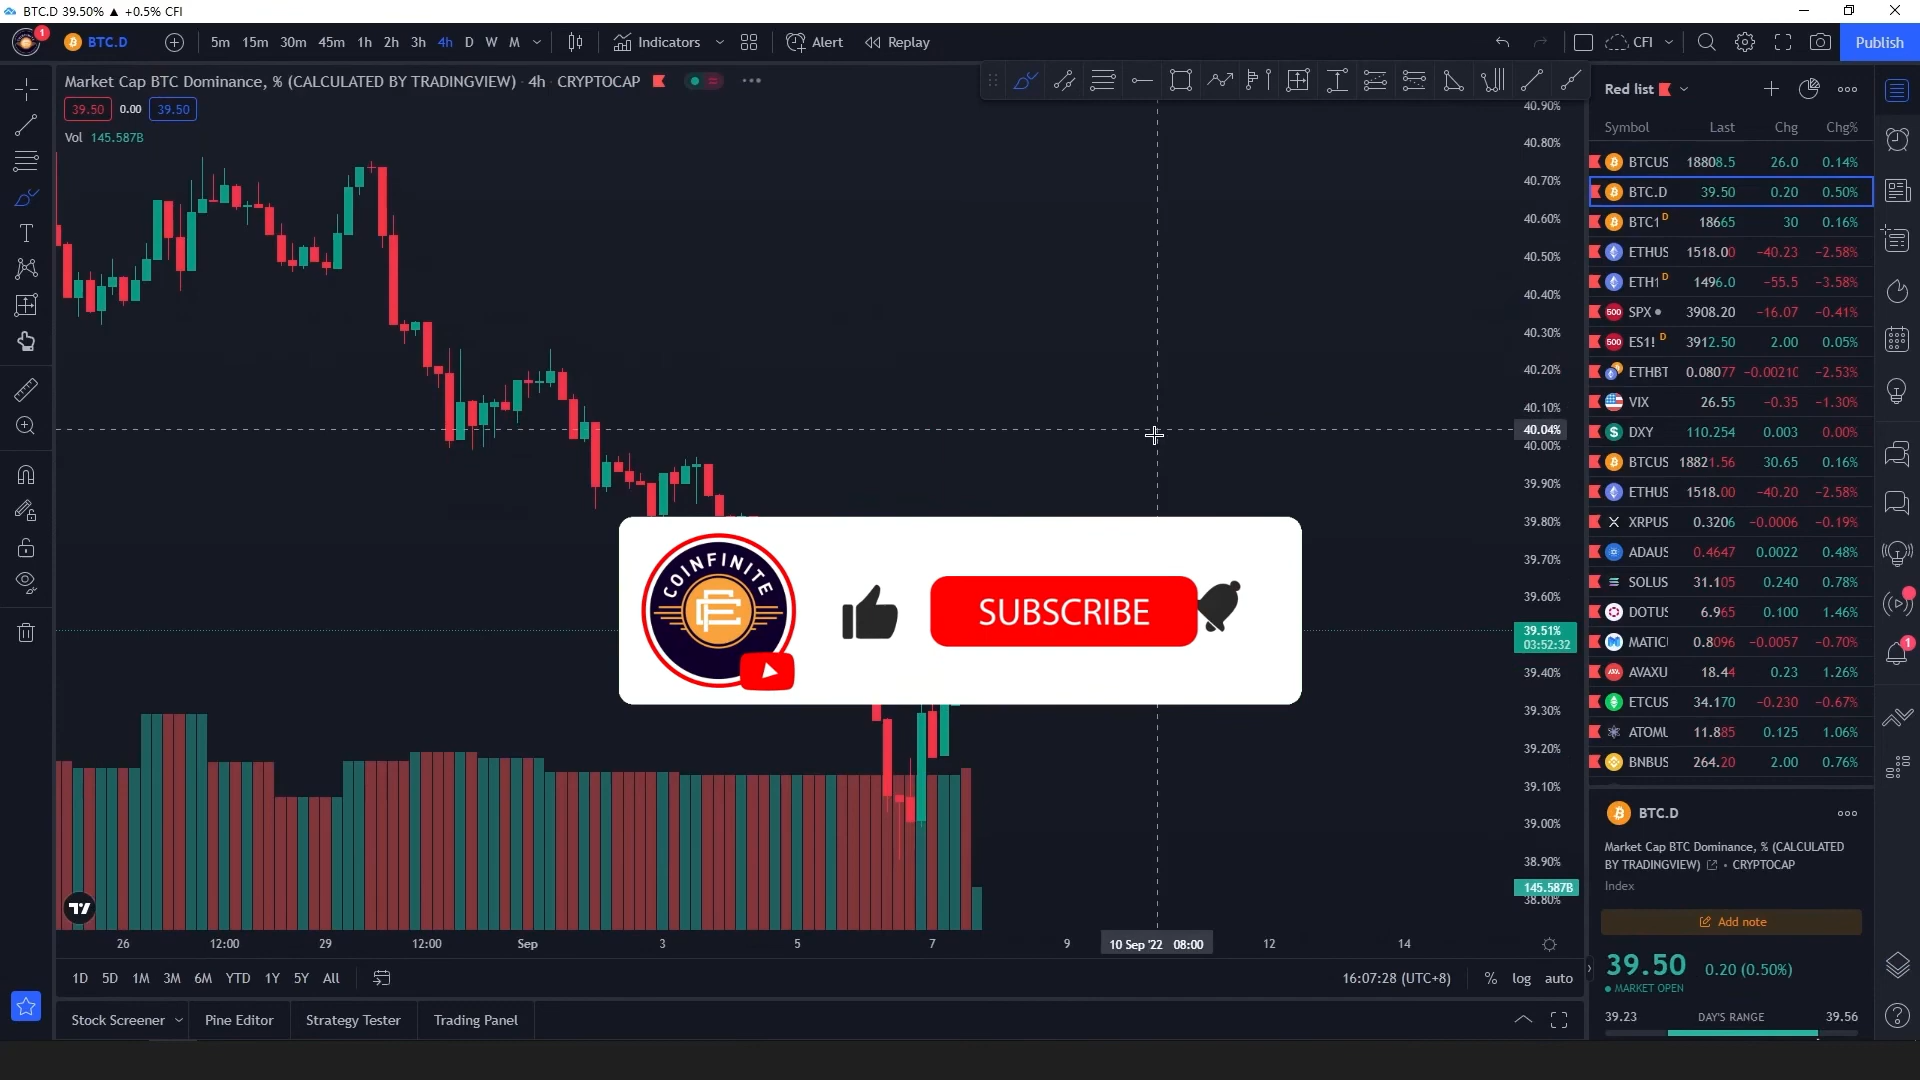 BTC.D 39.50% ▲ +0.5% CFI
1 BTC.D 5m 15m 30m 45m 1h 2h 3h 4h D W M Indicators Alert Replay CFI Publish
Market Cap BTC Dominance, % (CALCULATED BY TRADINGVIEW) · 4h · CRYPTOCAP
39.50 0.00 39.50
Vol 145.587B
40.90%
40.80%
40.70%
40.60%
40.50%
40.40%
40.30%
40.20%
40.10%
40.04%
40.00%
39.90%
39.80%
39.70%
39.60%
39.51%
03:52:32
39.40%
39.30%
39.20%
39.10%
39.00%
38.90%
145.587B
38.80%
COINFINITE
SUBSCRIBE
26 12:00 29 12:00 Sep 3 5 7 9 10 Sep '22 08:00 12 14
1D 5D 1M 3M 6M YTD 1Y 5Y All 16:07:28 (UTC+8) % log auto
Stock Screener Pine Editor Strategy Tester Trading Panel
Red list
Symbol Last Chg Chg%
BTCUS 18808.5 26.0 0.14%
BTC.D 39.50 0.20 0.50%
BTC1 D 18665 30 0.16%
ETHUS 1518.00 −40.23 −2.58%
ETH1 D 1496.0 −55.5 −3.58%
500 SPX 3908.20 −16.07 −0.41%
500 ES1! D 3912.50 2.00 0.05%
ETHBT 0.08077 −0.00210 −2.53%
VIX 26.55 −0.35 −1.30%
$ DXY 110.254 0.003 0.00%
BTCUS 18821.56 30.65 0.16%
ETHUS 1518.00 −40.20 −2.58%
XRPUS 0.3206 −0.0006 −0.19%
ADAUS 0.4647 0.0022 0.48%
SOLUS 31.105 0.240 0.78%
DOTUS 6.965 0.100 1.46%
MATICU 0.8096 −0.0057 −0.70%
AVAXU 18.44 0.23 1.26%
ETCUS 34.170 −0.230 −0.67%
ATOMU 11.885 0.125 1.06%
BNBUS 264.20 2.00 0.76%
1
BTC.D
Market Cap BTC Dominance, % (CALCULATED
BY TRADINGVIEW) • CRYPTOCAP
Index
Add note
39.50 0.20 (0.50%)
MARKET OPEN
39.23 DAY'S RANGE 39.56